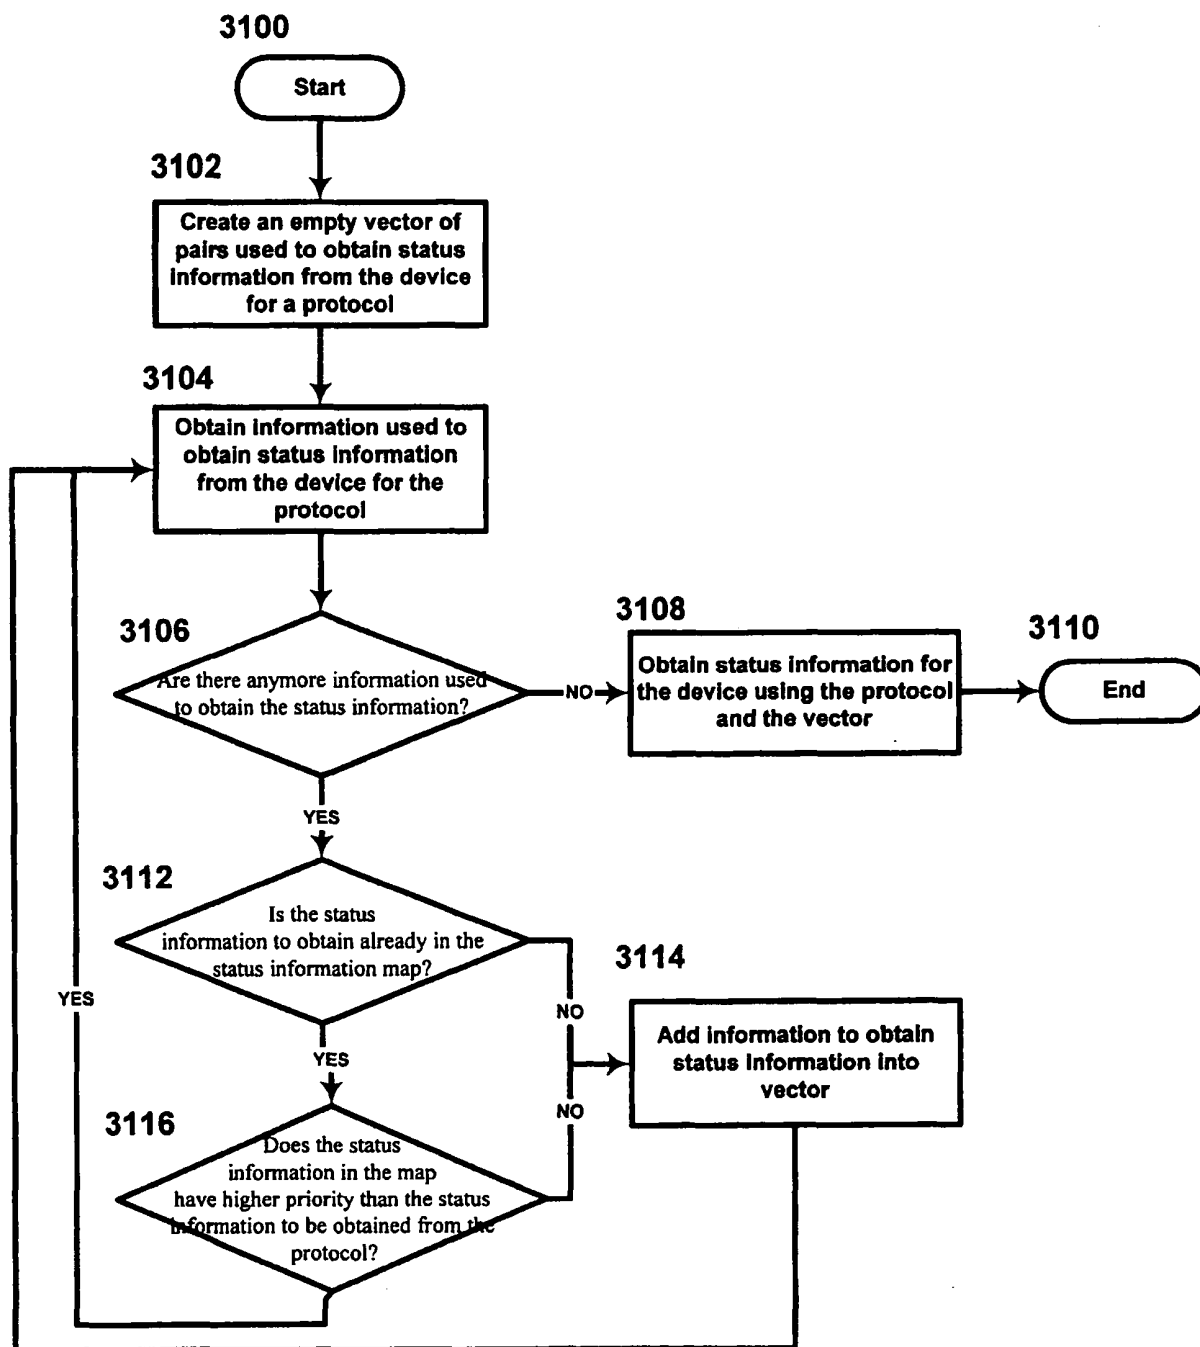 3100
Start
3102
Create an empty vector of
pairs used to obtain status
information from the device
for a protocol
3104
Obtain information used to
obtain status information
from the device for the
protocol
3106
Are there anymore information used
to obtain the status information?
NO
3108
Obtain status information for
the device using the protocol
and the vector
3110
End
YES
3112
Is the status
information to obtain already in the
status information map?
NO
YES
YES
3114
Add information to obtain
status information into
vector
NO
3116
Does the status
information in the map
have higher priority than the status
information to be obtained from the
protocol?